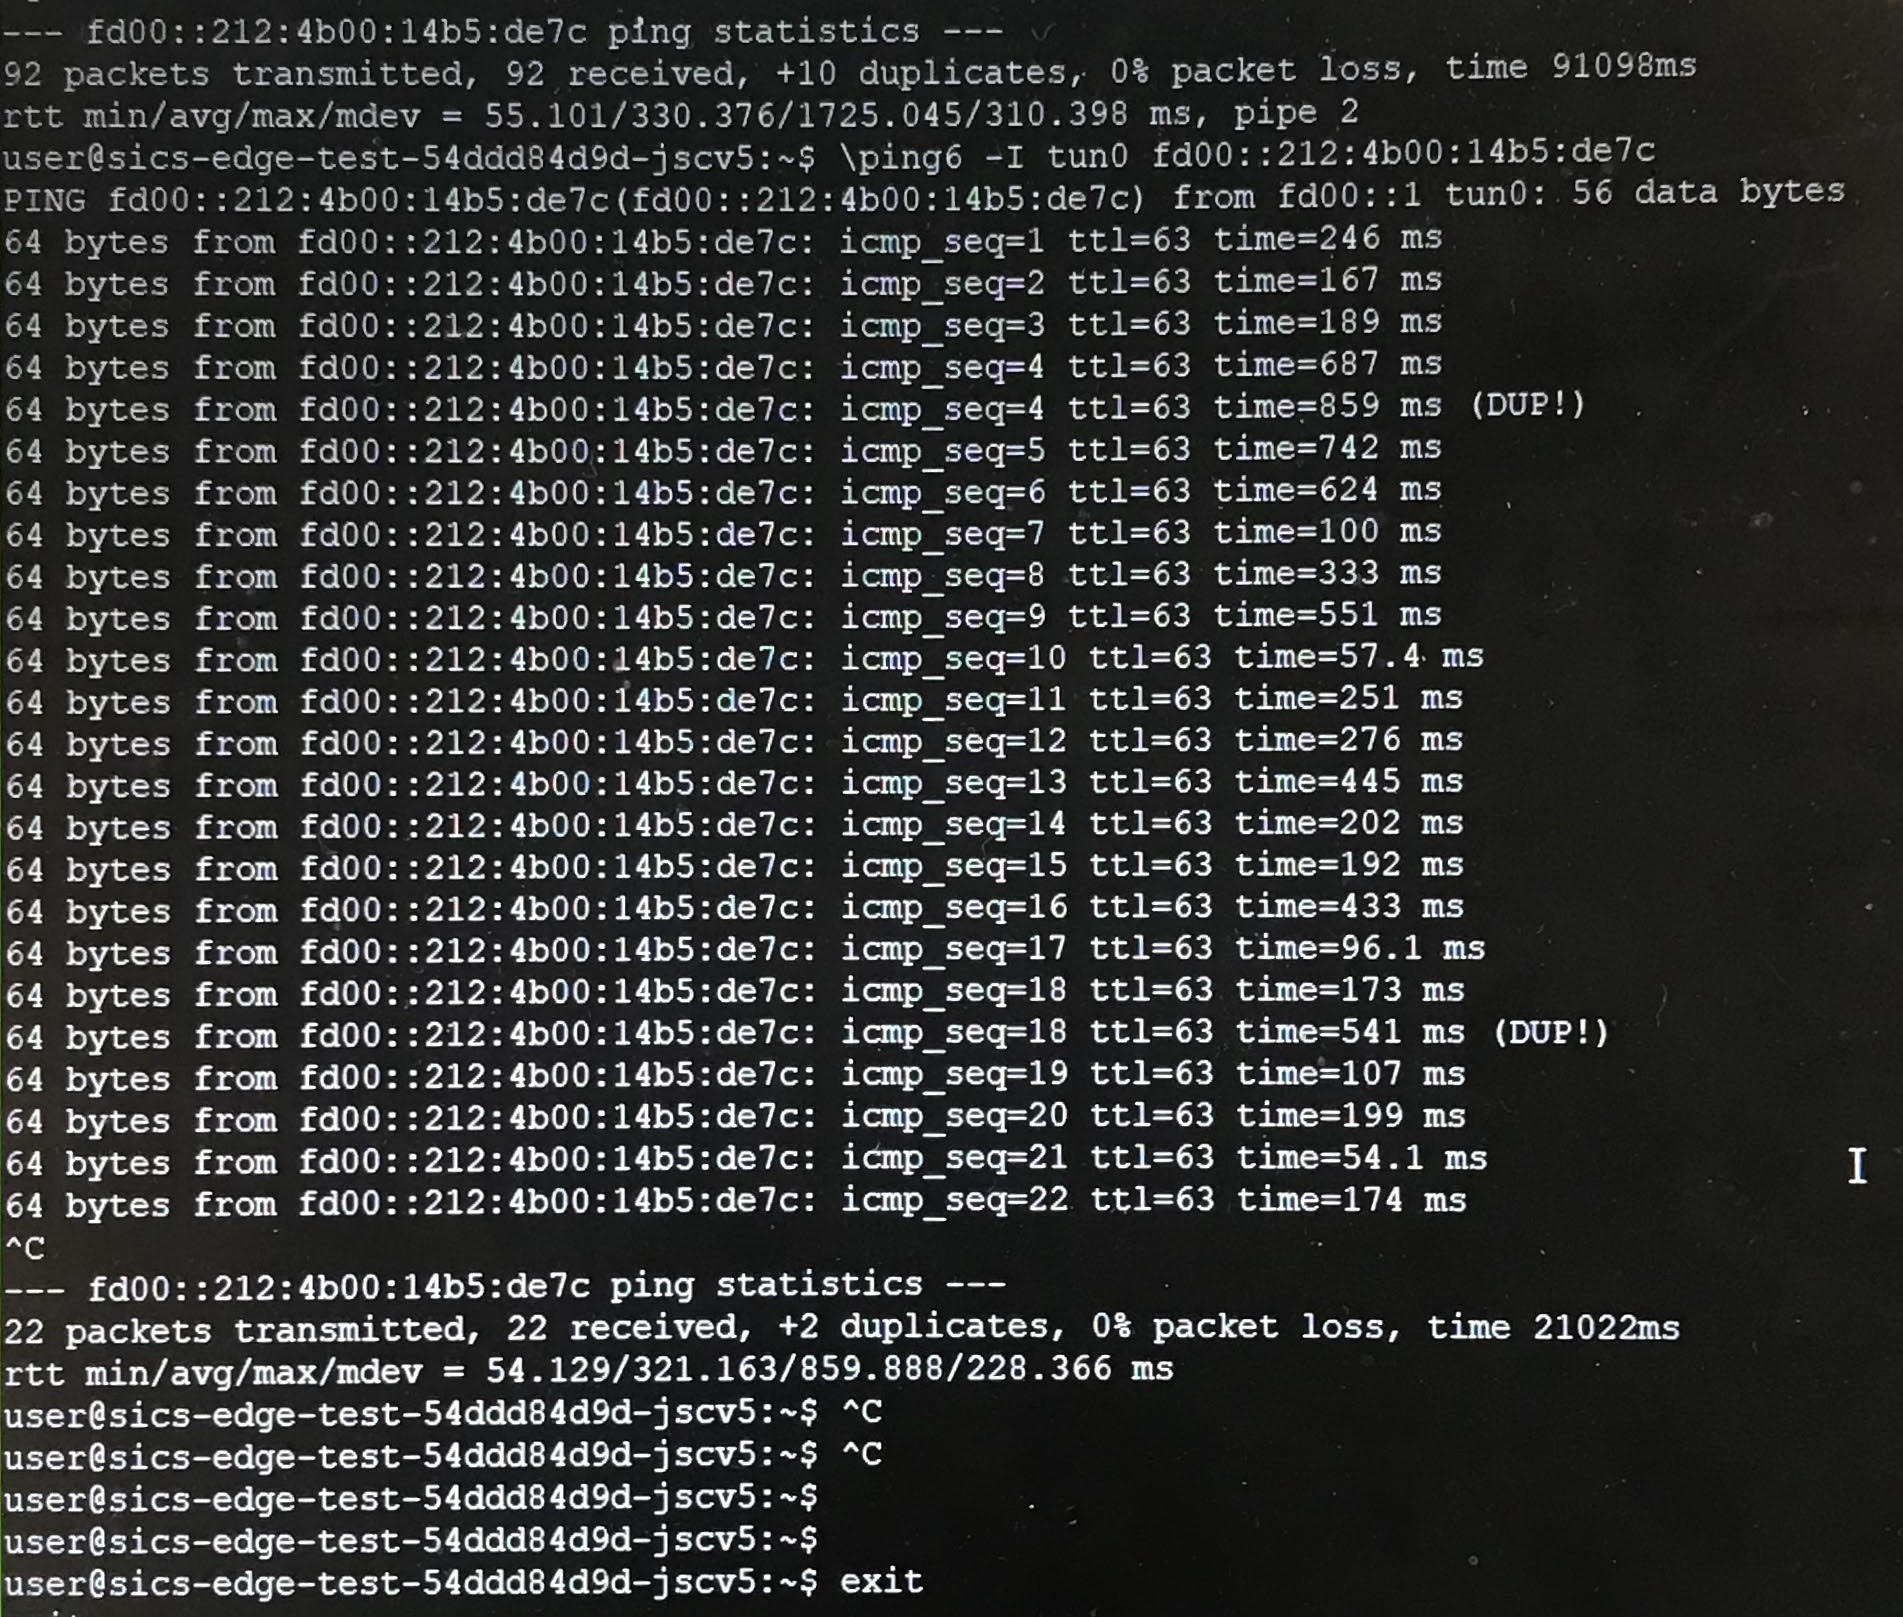 --- fd00::212:4b00:14b5:de7c ping statistics ---
92 packets transmitted, 92 received, +10 duplicates, 0% packet loss, time 91098ms
rtt min/avg/max/mdev = 55.101/330.376/1725.045/310.398 ms, pipe 2
user@sics-edge-test-54ddd84d9d-jscv5:~$ \ping6 -I tun0 fd00::212:4b00:14b5:de7c
PING fd00::212:4b00:14b5:de7c(fd00::212:4b00:14b5:de7c) from fd00::1 tun0: 56 data bytes
64 bytes from fd00::212:4b00:14b5:de7c: icmp_seq=1 ttl=63 time=246 ms
64 bytes from fd00::212:4b00:14b5:de7c: icmp_seq=2 ttl=63 time=167 ms
64 bytes from fd00::212:4b00:14b5:de7c: icmp_seq=3 ttl=63 time=189 ms
64 bytes from fd00::212:4b00:14b5:de7c: icmp_seq=4 ttl=63 time=687 ms
64 bytes from fd00::212:4b00:14b5:de7c: icmp_seq=4 ttl=63 time=859 ms (DUP!)
64 bytes from fd00::212:4b00:14b5:de7c: icmp_seq=5 ttl=63 time=742 ms
64 bytes from fd00::212:4b00:14b5:de7c: icmp_seq=6 ttl=63 time=624 ms
64 bytes from fd00::212:4b00:14b5:de7c: icmp_seq=7 ttl=63 time=100 ms
64 bytes from fd00::212:4b00:14b5:de7c: icmp_seq=8 ttl=63 time=333 ms
64 bytes from fd00::212:4b00:14b5:de7c: icmp_seq=9 ttl=63 time=551 ms
64 bytes from fd00::212:4b00:14b5:de7c: icmp_seq=10 ttl=63 time=57.4 ms
64 bytes from fd00::212:4b00:14b5:de7c: icmp_seq=11 ttl=63 time=251 ms
64 bytes from fd00::212:4b00:14b5:de7c: icmp_seq=12 ttl=63 time=276 ms
64 bytes from fd00::212:4b00:14b5:de7c: icmp_seq=13 ttl=63 time=445 ms
64 bytes from fd00::212:4b00:14b5:de7c: icmp_seq=14 ttl=63 time=202 ms
64 bytes from fd00::212:4b00:14b5:de7c: icmp_seq=15 ttl=63 time=192 ms
64 bytes from fd00::212:4b00:14b5:de7c: icmp_seq=16 ttl=63 time=433 ms
64 bytes from fd00::212:4b00:14b5:de7c: icmp_seq=17 ttl=63 time=96.1 ms
64 bytes from fd00::212:4b00:14b5:de7c: icmp_seq=18 ttl=63 time=173 ms
64 bytes from fd00::212:4b00:14b5:de7c: icmp_seq=18 ttl=63 time=541 ms (DUP!)
64 bytes from fd00::212:4b00:14b5:de7c: icmp_seq=19 ttl=63 time=107 ms
64 bytes from fd00::212:4b00:14b5:de7c: icmp_seq=20 ttl=63 time=199 ms
64 bytes from fd00::212:4b00:14b5:de7c: icmp_seq=21 ttl=63 time=54.1 ms
64 bytes from fd00::212:4b00:14b5:de7c: icmp_seq=22 ttl=63 time=174 ms
^C
--- fd00::212:4b00:14b5:de7c ping statistics ---
22 packets transmitted, 22 received, +2 duplicates, 0% packet loss, time 21022ms
rtt min/avg/max/mdev = 54.129/321.163/859.888/228.366 ms
user@sics-edge-test-54ddd84d9d-jscv5:~$ ^C
user@sics-edge-test-54ddd84d9d-jscv5:~$ ^C
user@sics-edge-test-54ddd84d9d-jscv5:~$
user@sics-edge-test-54ddd84d9d-jscv5:~$
user@sics-edge-test-54ddd84d9d-jscv5:~$ exit